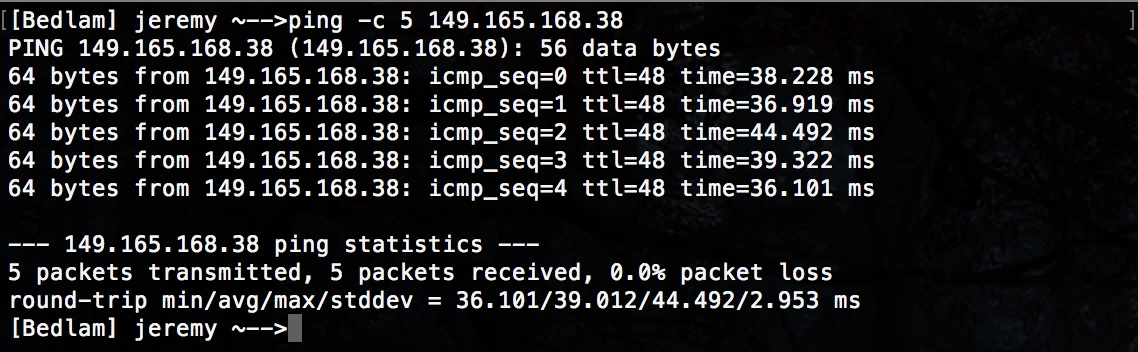 [[Bedlam] jeremy ~-->ping -c 5 149.165.168.38 ]
PING 149.165.168.38 (149.165.168.38): 56 data bytes
64 bytes from 149.165.168.38: icmp_seq=0 ttl=48 time=38.228 ms
64 bytes from 149.165.168.38: icmp_seq=1 ttl=48 time=36.919 ms
64 bytes from 149.165.168.38: icmp_seq=2 ttl=48 time=44.492 ms
64 bytes from 149.165.168.38: icmp_seq=3 ttl=48 time=39.322 ms
64 bytes from 149.165.168.38: icmp_seq=4 ttl=48 time=36.101 ms
--- 149.165.168.38 ping statistics ---
5 packets transmitted, 5 packets received, 0.0% packet loss
round-trip min/avg/max/stddev = 36.101/39.012/44.492/2.953 ms
[Bedlam] jeremy ~-->